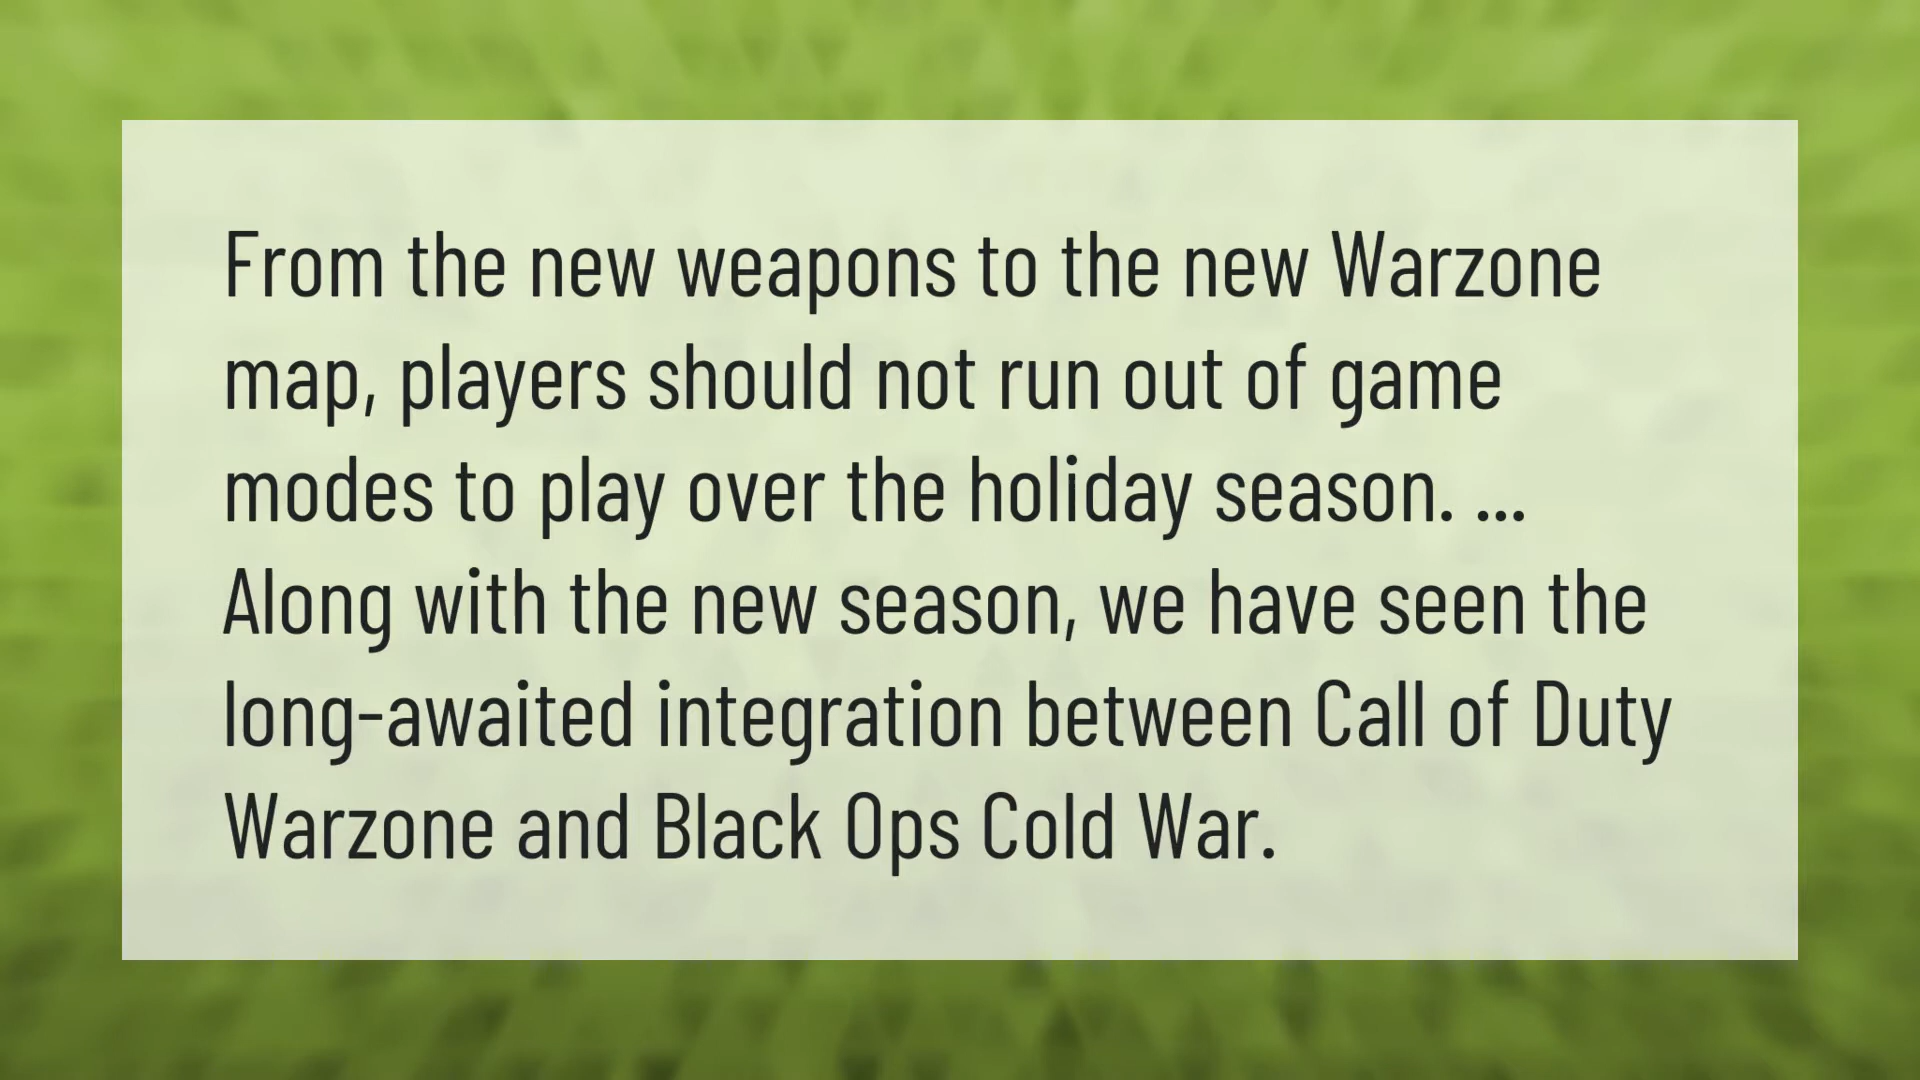 From the new weapons to the new Warzone
map, players should not run out of game
modes to play over the holiday season. ...
Along with the new season, we have seen the
long-awaited integration between Call of Duty
Warzone and Black Ops Cold War.